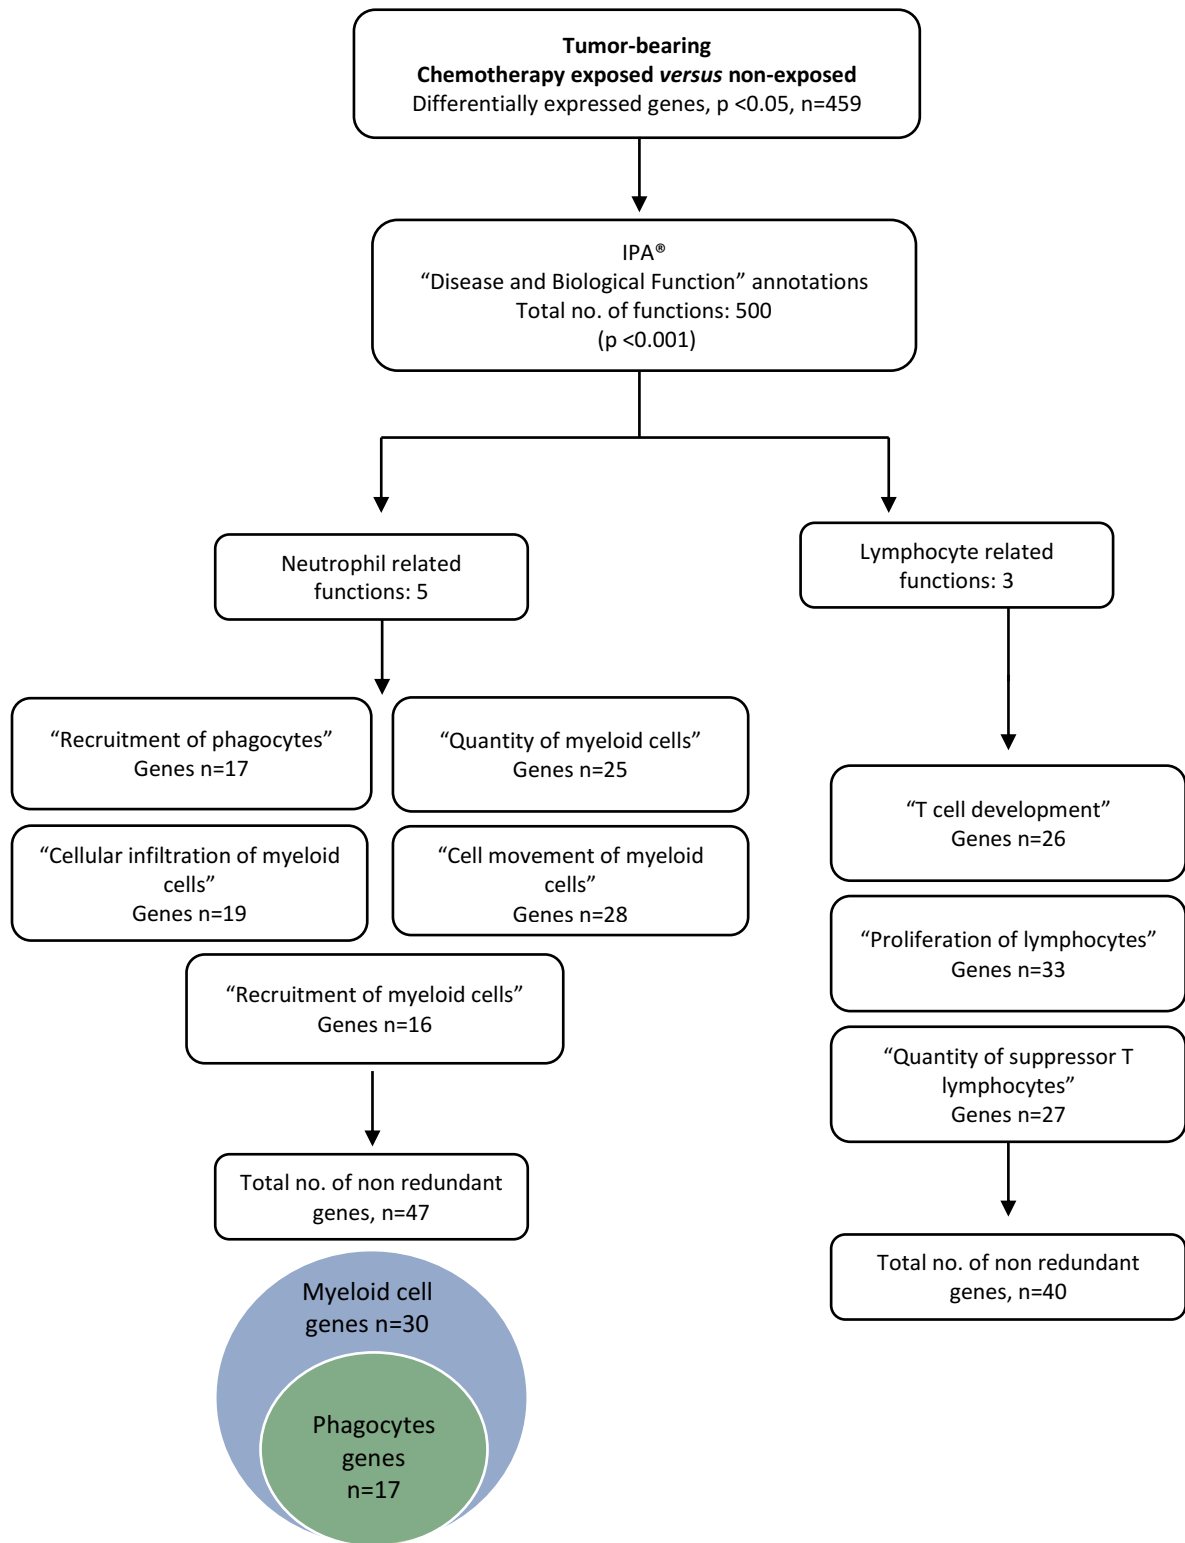 Tumor-bearing
Chemotherapy exposed versus non-exposed
Differentially expressed genes, p <0.05, n=459
IPA®
“Disease and Biological Function” annotations
Total no. of functions: 500
(p <0.001)
Neutrophil related
functions: 5
Lymphocyte related
functions: 3
“Recruitment of phagocytes”
Genes n=17
“Quantity of myeloid cells”
Genes n=25
“Cellular infiltration of myeloid
cells”
Genes n=19
“Cell movement of myeloid
cells”
Genes n=28
“Recruitment of myeloid cells”
Genes n=16
“T cell development”
Genes n=26
“Proliferation of lymphocytes”
Genes n=33
“Quantity of suppressor T
lymphocytes”
Genes n=27
Total no. of non redundant
genes, n=47
Total no. of non redundant
genes, n=40
Myeloid cell
genes n=30
Phagocytes
genes
n=17